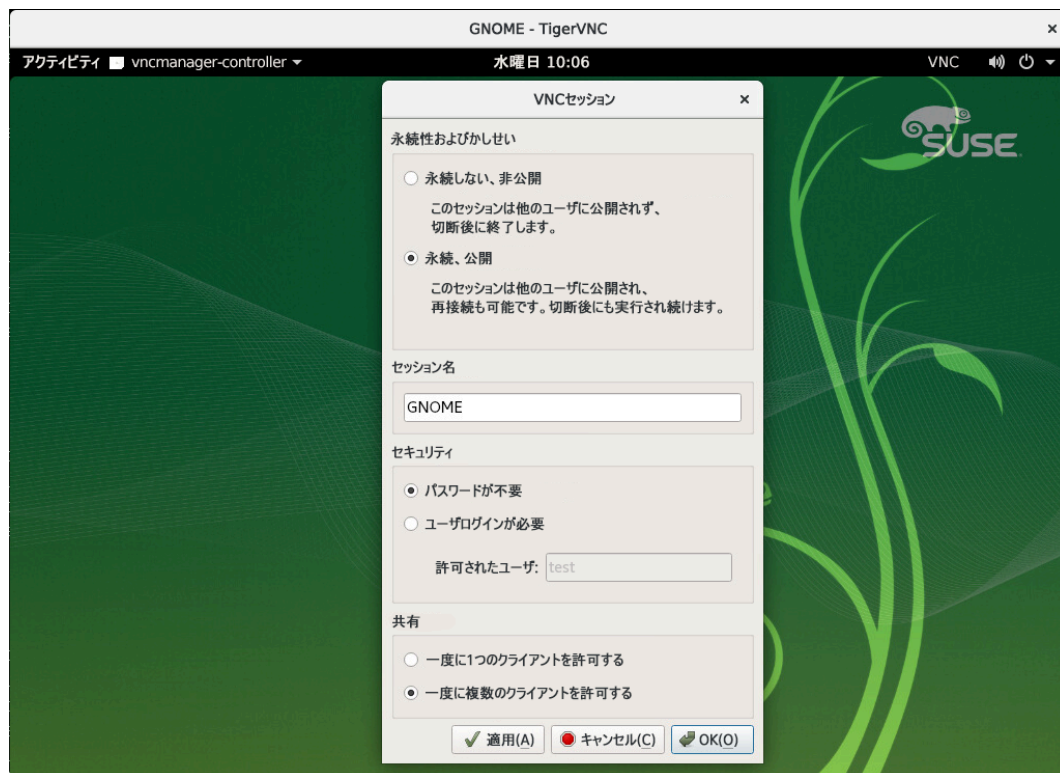 GNOME - TigerVNC
アクティビティ vncmanager-controller
水曜日 10:06
VNC
SUSE
VNCセッション
永続性およびかしせい
永続しない、非公開
このセッションは他のユーザに公開されず、
切断後に終了します。
永続、公開
このセッションは他のユーザに公開され、
再接続も可能です。切断後にも実行され続けます。
セッション名
GNOME
セキュリティ
パスワードが不要
ユーザログインが必要
許可されたユーザ: test
共有
一度に1つのクライアントを許可する
一度に複数のクライアントを許可する
適用(A) キャンセル(C) OK(O)